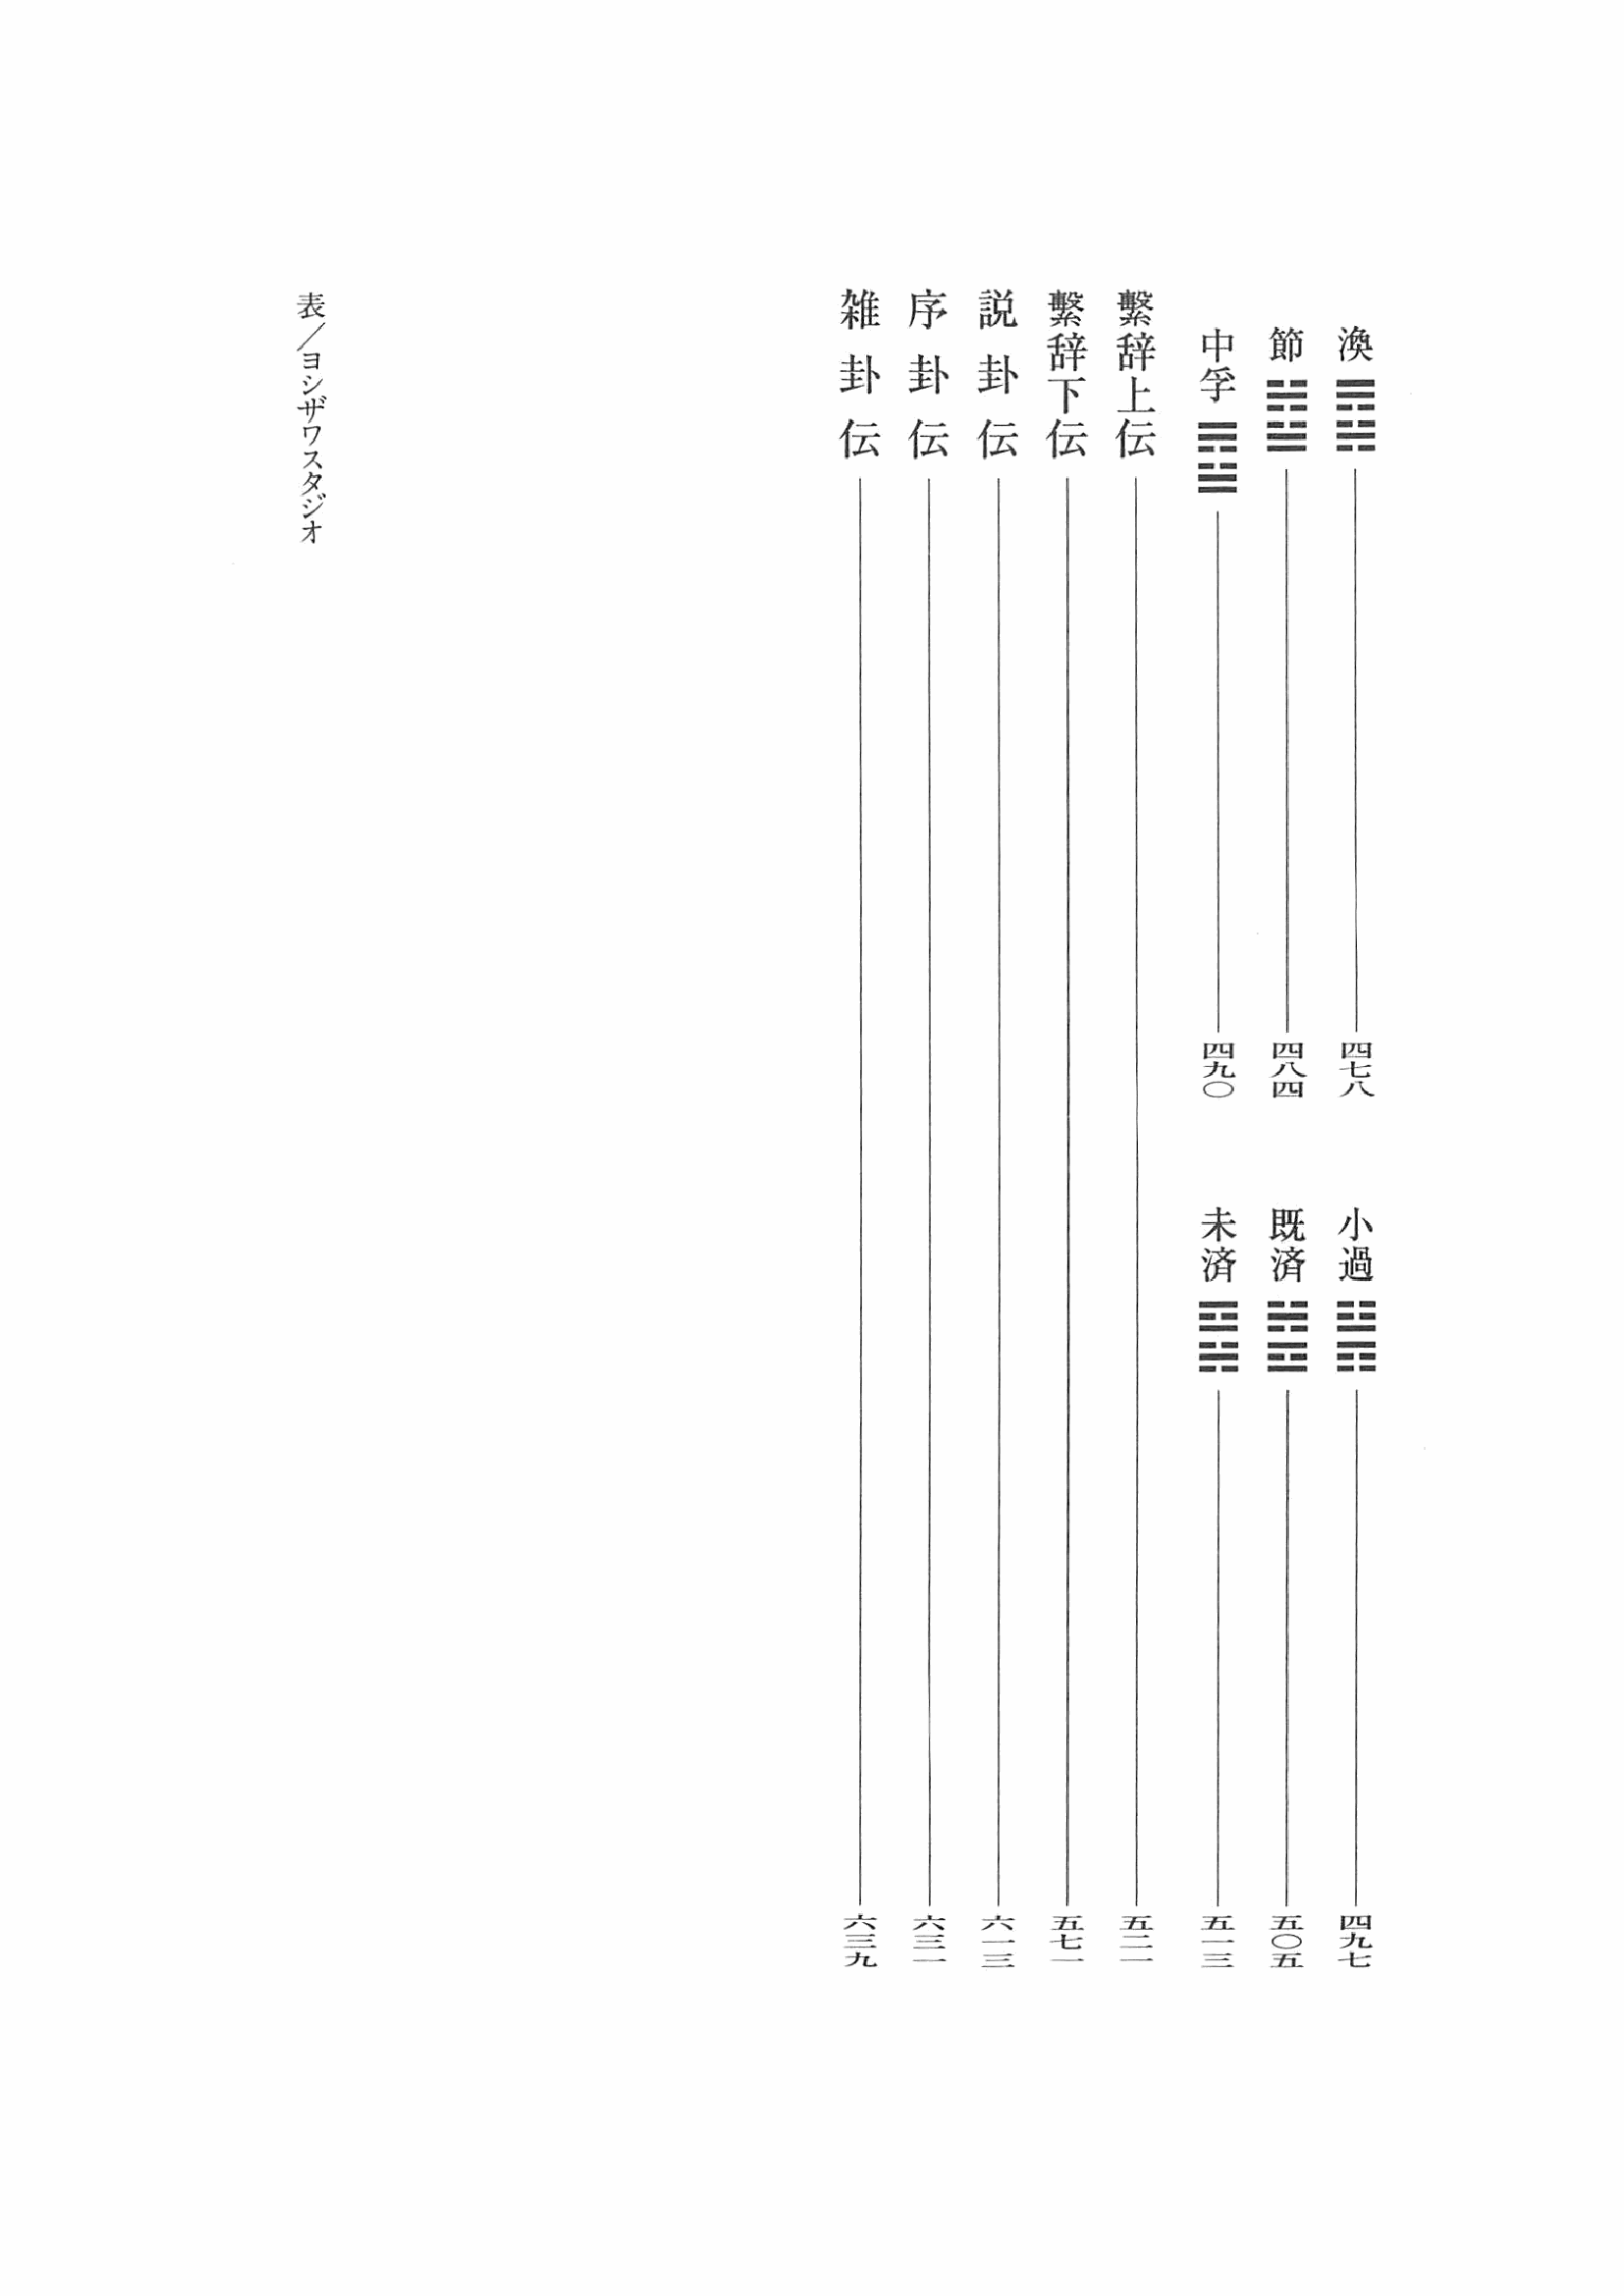 渙 ䷺ 四七八
節 ䷻ 四八四
中孚 ䷼ 四九〇
小過 ䷽ 四九七
既済 ䷾ 五〇五
未済 ䷿ 五一三
繫辞上伝 五二一
繫辞下伝 五七一
説卦伝 六一三
序卦伝 六三一
雑卦伝 六三九
表／ヨシザワスタジオ